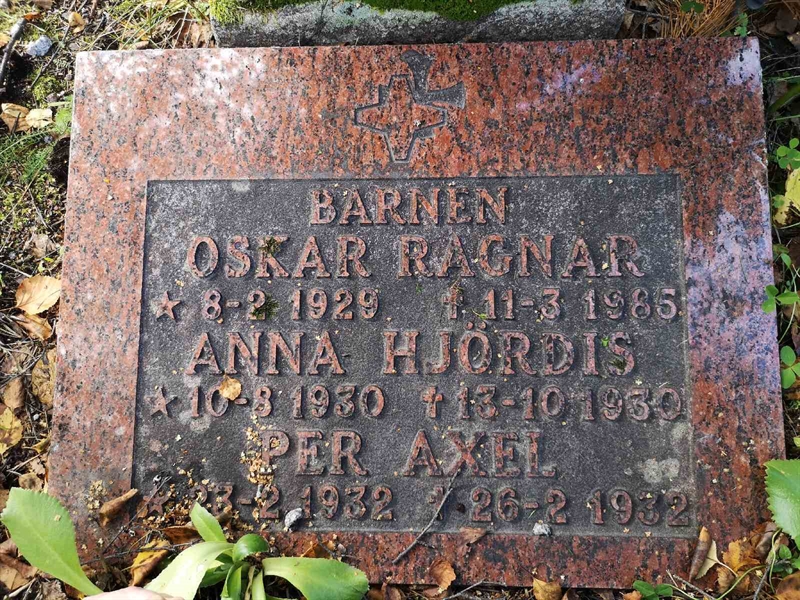 BARNEN
OSKAR RAGNAR
★ 8-2 1929 † 11-3 1985
ANNA HJÖRDIS
★ 10-8 1930 † 13-10 1930
PER AXEL
★ 23-2 1932 † 26-2 1932